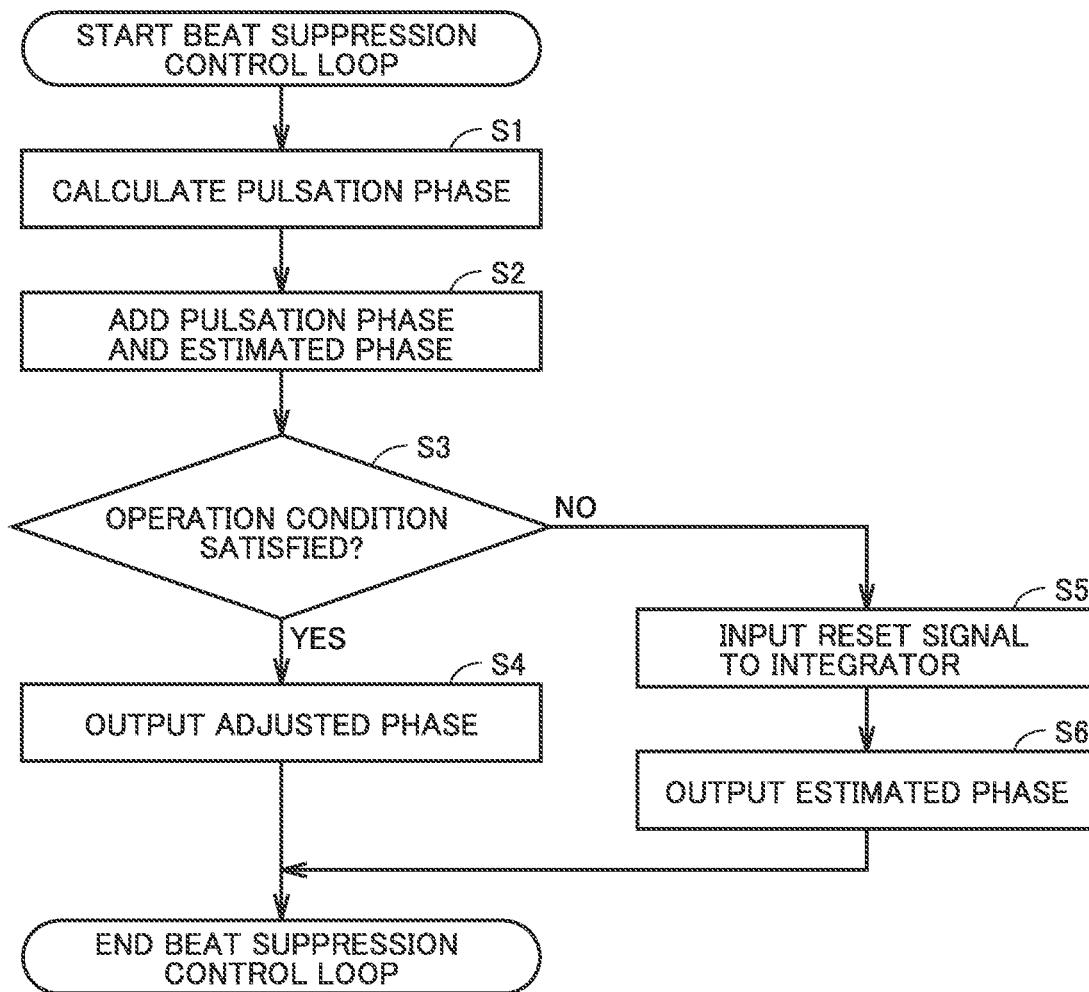 START BEAT SUPPRESSION
CONTROL LOOP
S1
CALCULATE PULSATION PHASE
S2
ADD PULSATION PHASE
AND ESTIMATED PHASE
S3
OPERATION CONDITION
SATISFIED?
NO
YES
S4
OUTPUT ADJUSTED PHASE
S5
INPUT RESET SIGNAL
TO INTEGRATOR
S6
OUTPUT ESTIMATED PHASE
END BEAT SUPPRESSION
CONTROL LOOP